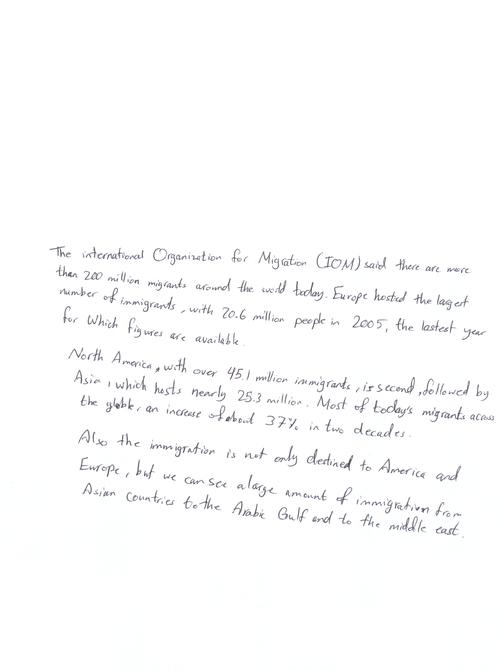 The international Organization for Migration (IOM) said there are more
than 200 million migrants around the world today. Europe hosted the largest
number of immigrants, with 70.6 million people in 2005, the lastest year
for Which figures are available.
North America, with over 45.1 million immigrants, is second, followed by
Asia, which hosts nearly 25.3 million. Most of today's migrants across
the globle, an increase of about 37% in two decades.
Also the immigration is not only destined to America and
Europe, but we can see a large amount of immigration from
Asian countries to the Arabic Gulf and to the middle east.